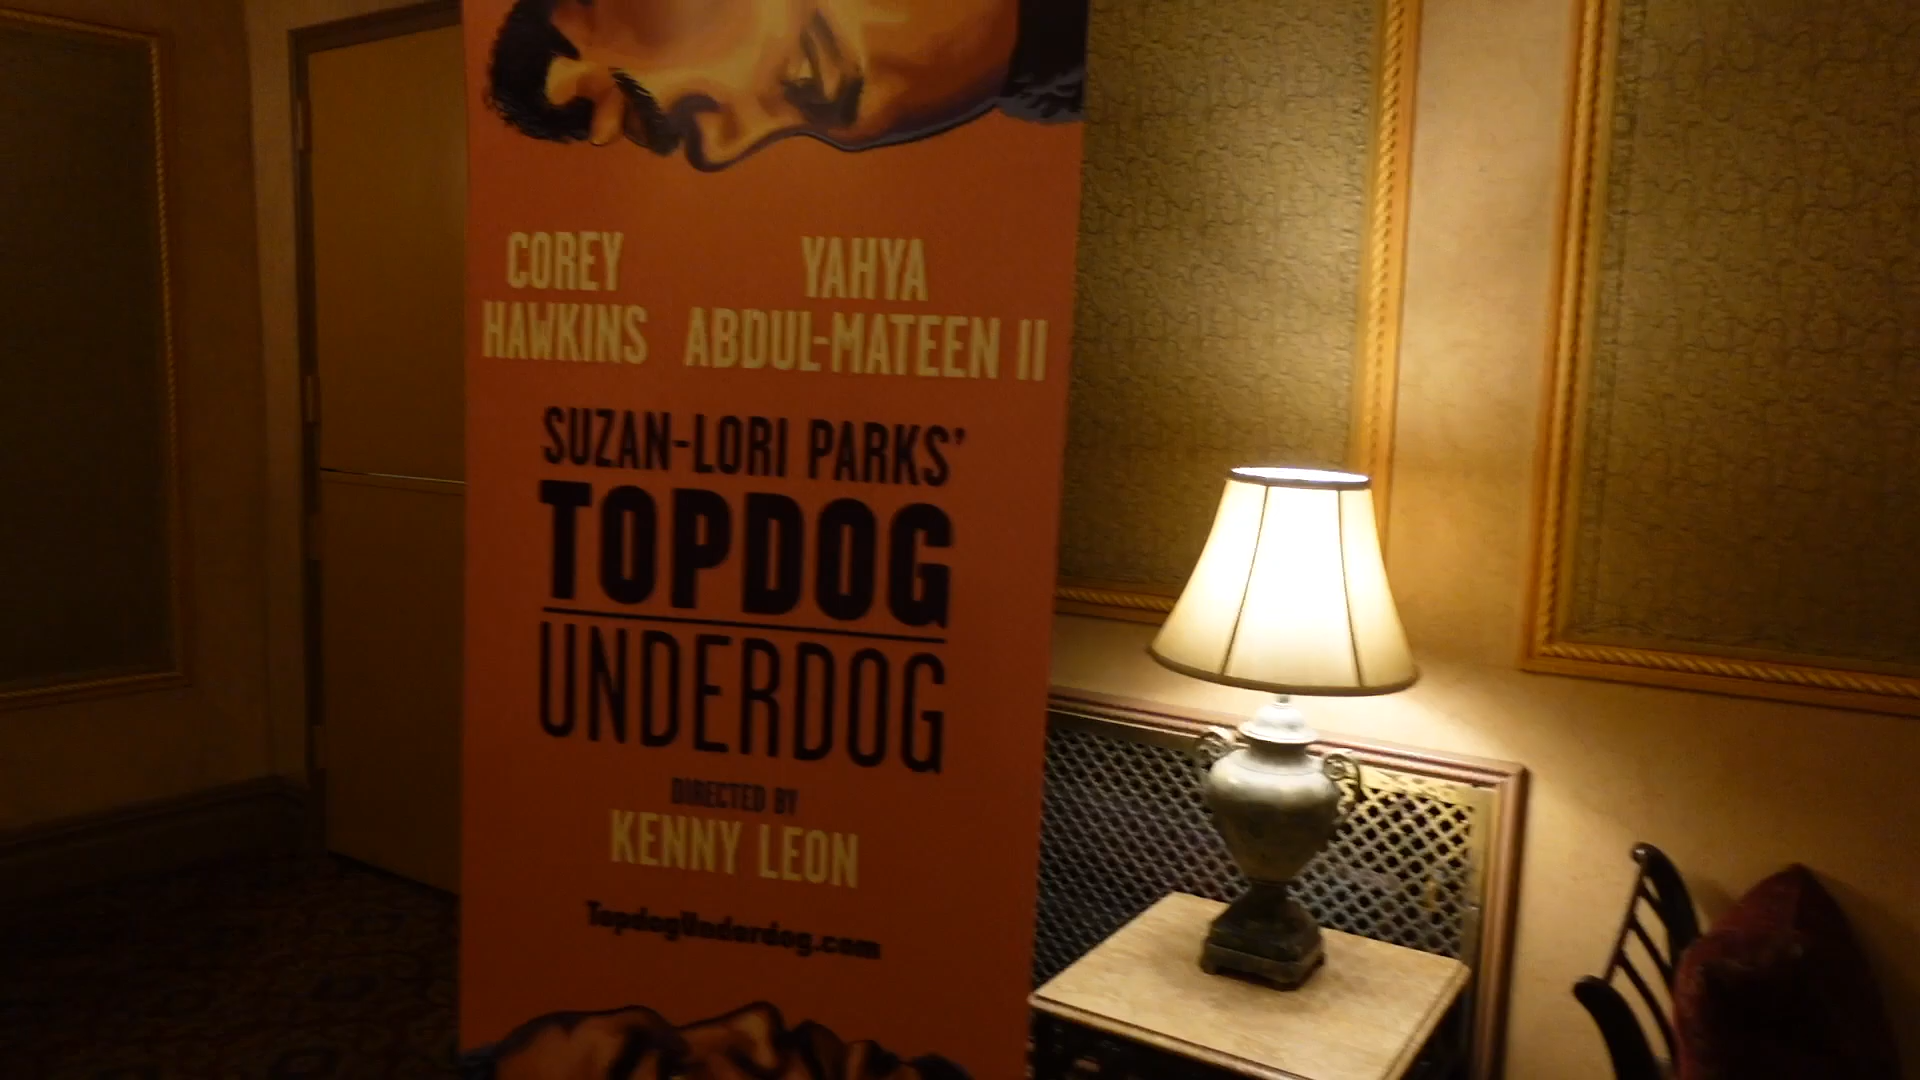 COREY
HAWKINS
YAHYA
ABDUL-MATEEN II
SUZAN-LORI PARKS'
TOPDOG
UNDERDOG
DIRECTED BY
KENNY LEON
TopdogUnderdog.com